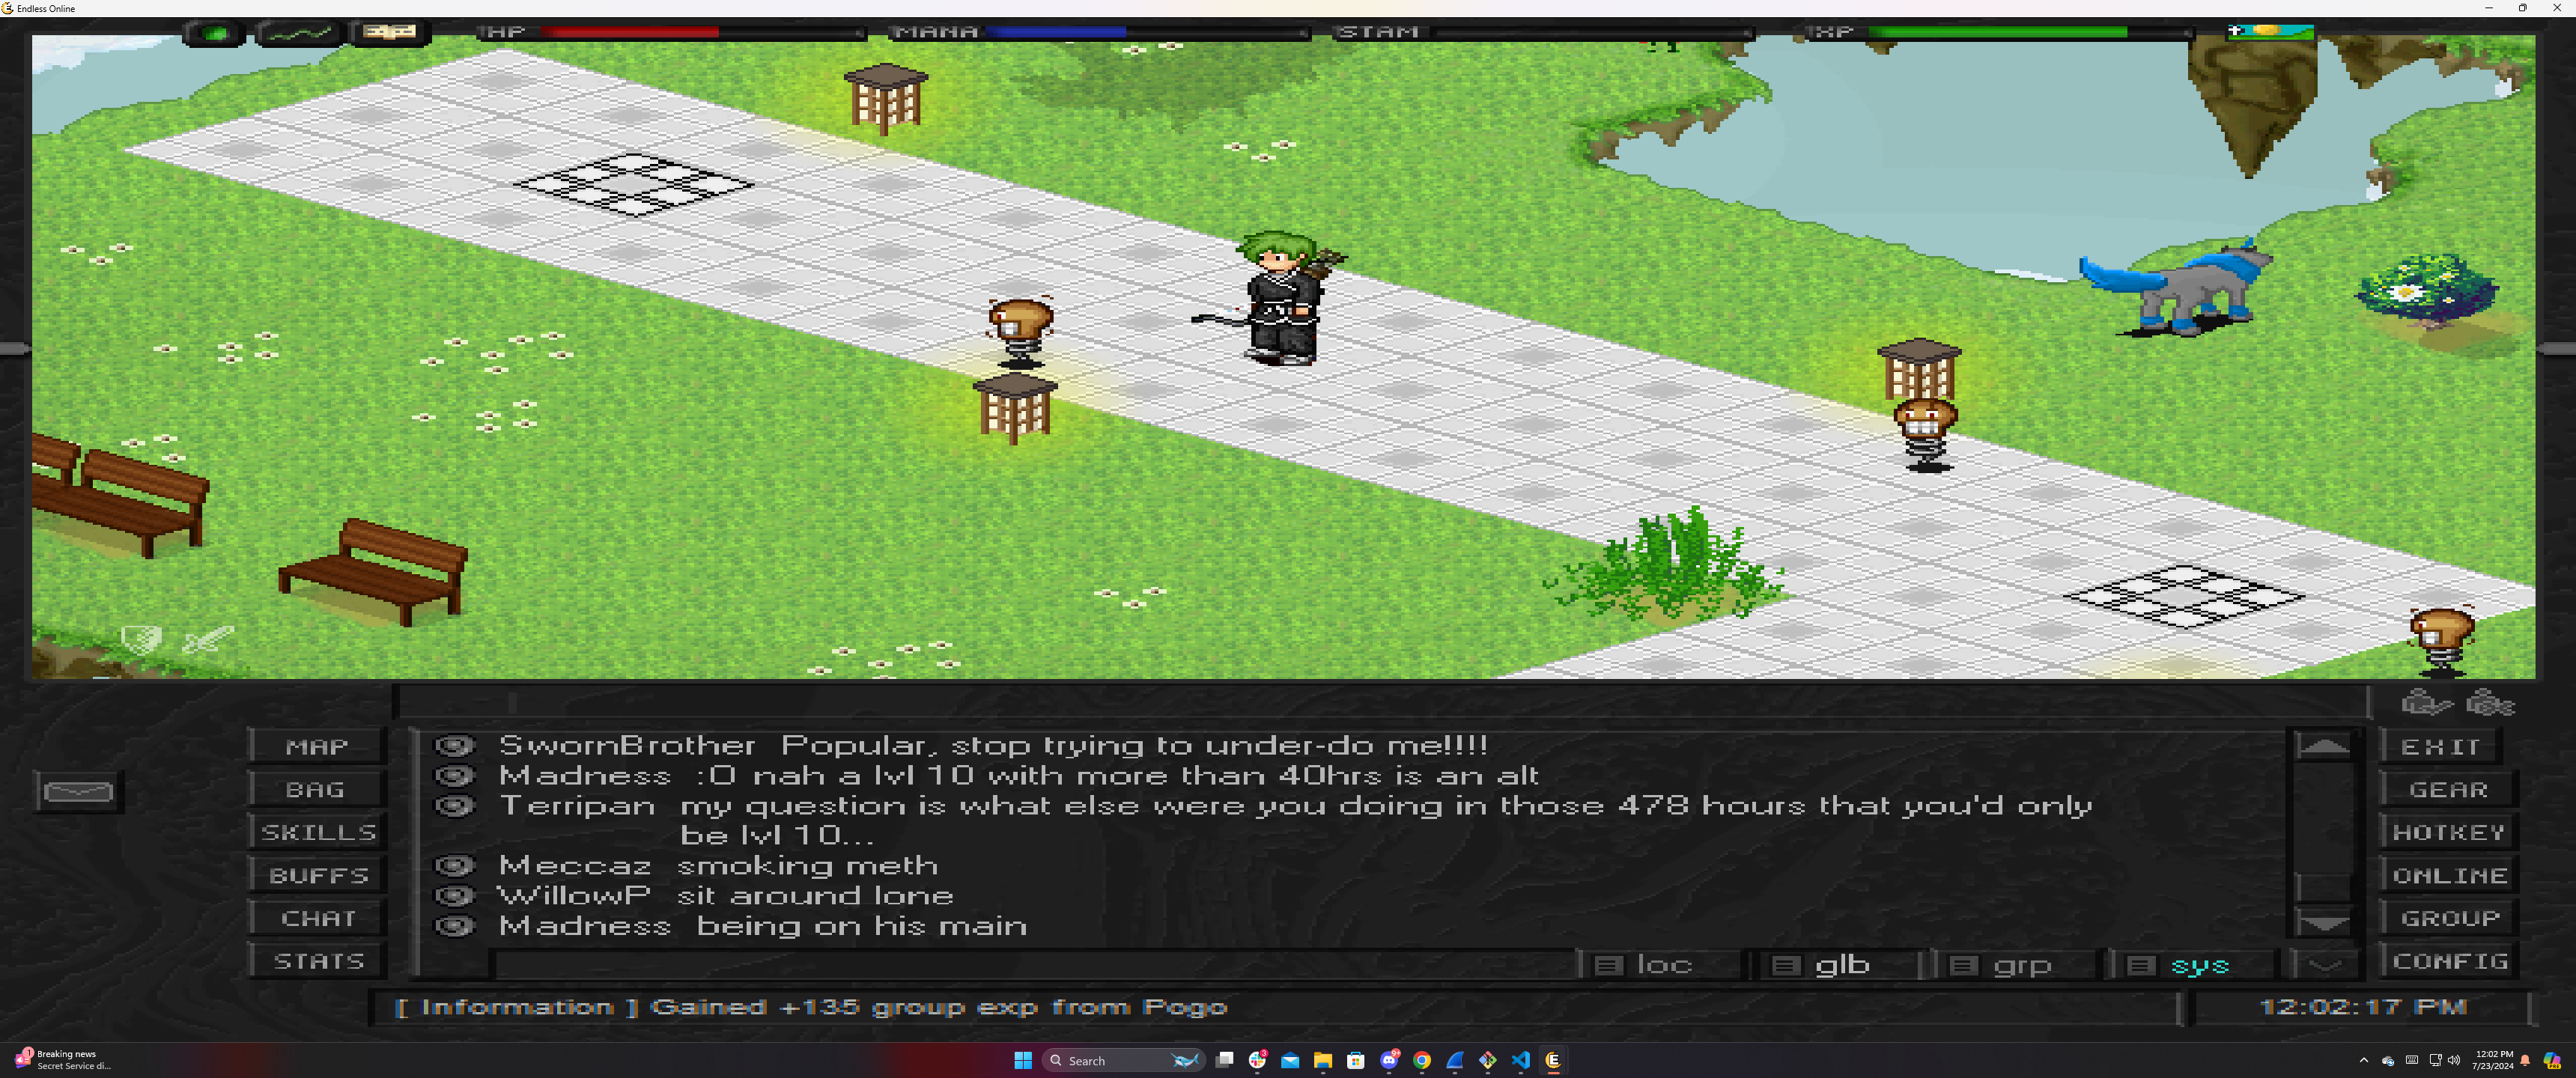 Endless Online
HP
MANA
STAM
XP
MAP
BAG
SKILLS
BUFFS
CHAT
STATS
SwornBrother Popular, stop trying to under-do me!!!!
Madness :O nah a lvl 10 with more than 40hrs is an alt
Terripan my question is what else were you doing in those 478 hours that you'd only
be lvl 10...
Meccaz smoking meth
WillowP sit around lone
Madness being on his main
loc glb grp sys
EXIT
GEAR
HOTKEY
ONLINE
GROUP
CONFIG
[ Information ] Gained +135 group exp from Pogo
12:02:17 PM
1
Breaking news
Secret Service di...
Search
3
9+
12:02 PM
7/23/2024
PRE